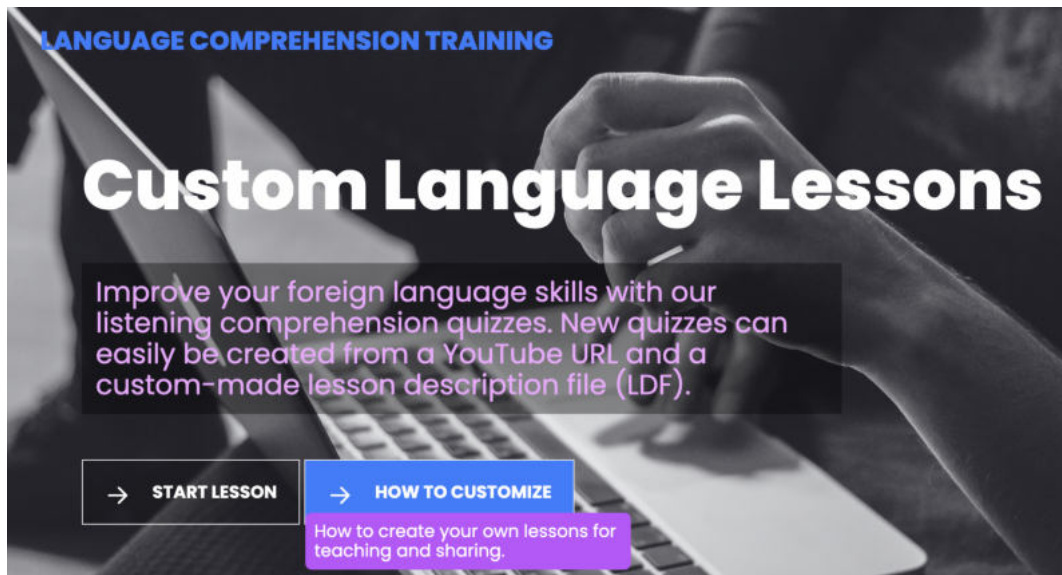 LANGUAGE COMPREHENSION TRAINING
Custom Language Lessons
Improve your foreign language skills with our
listening comprehension quizzes. New quizzes can
easily be created from a YouTube URL and a
custom-made lesson description file (LDF).
→ START LESSON
→ HOW TO CUSTOMIZE
How to create your own lessons for
teaching and sharing.